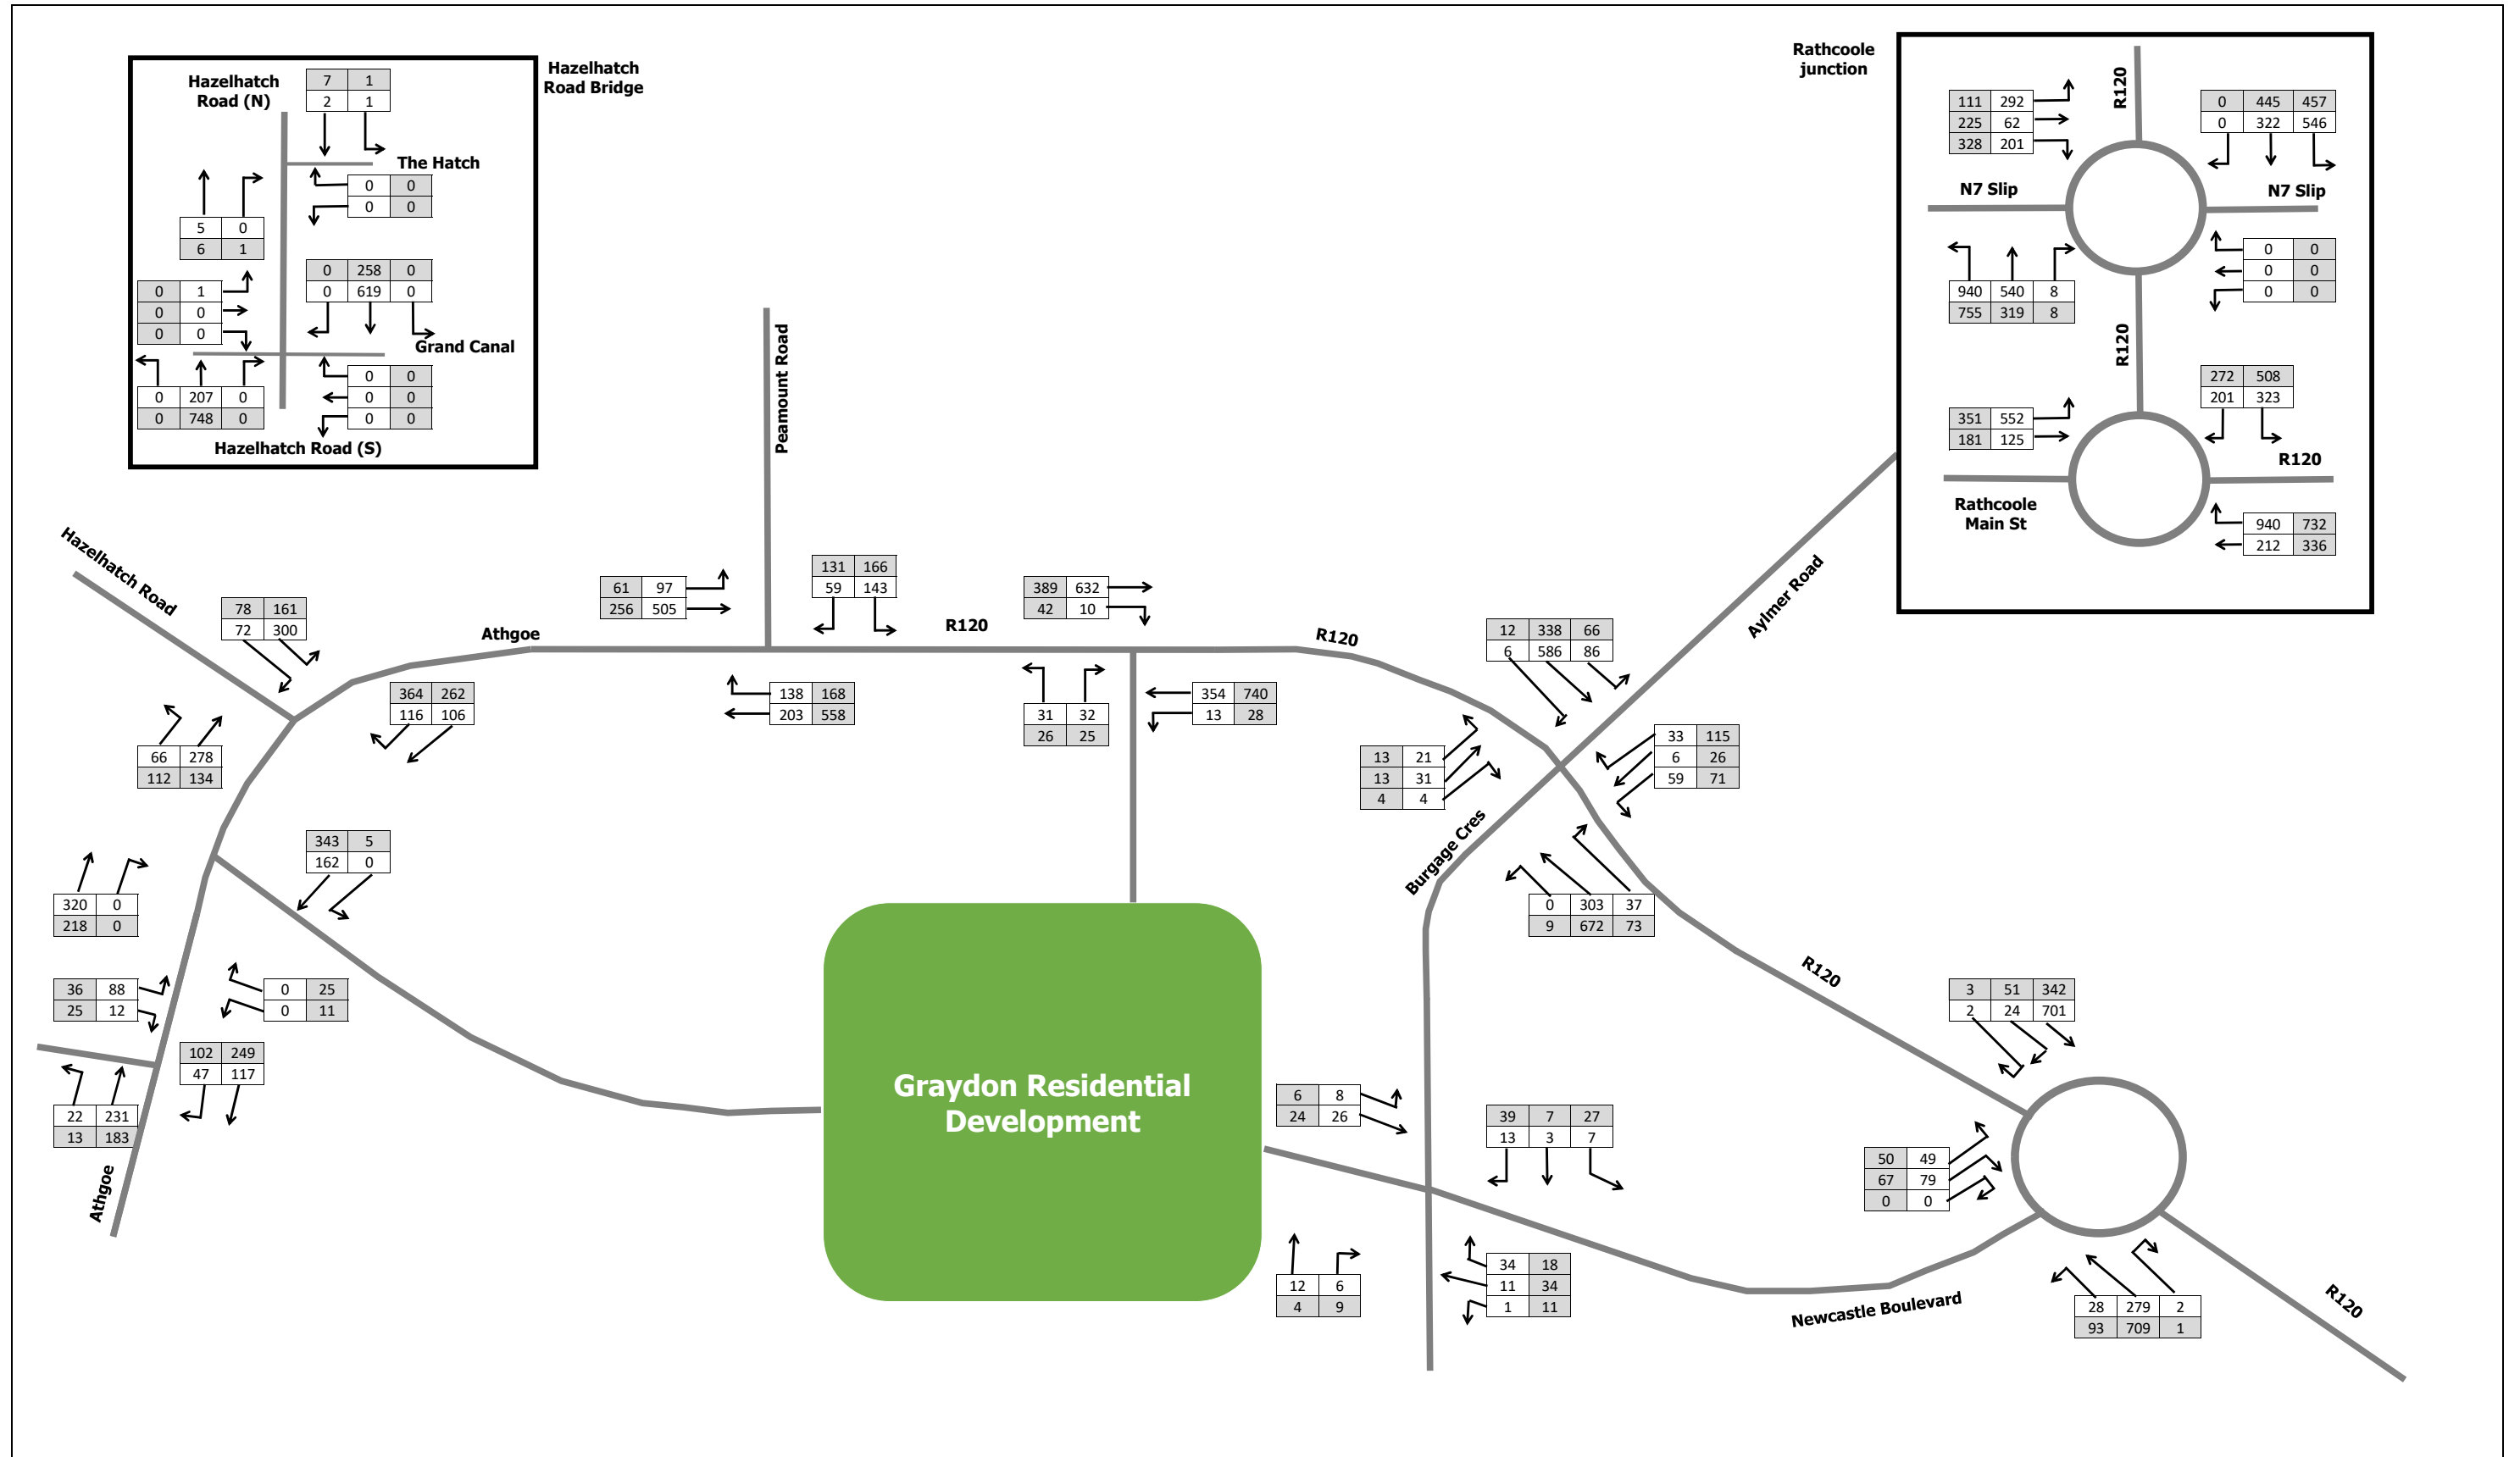 Hazelhatch
Road (N)
7 1
2 1
Hazelhatch
Road Bridge
The Hatch
0 0
0 0
5 0
6 1
0 258 0
0 619 0
0 1
0 0
0 0
Grand Canal
0 207 0
0 748 0
0 0
0 0
0 0
Hazelhatch Road (S)
Rathcoole
junction
R120
111 292
225 62
328 201
0 445 457
0 322 546
N7 Slip
N7 Slip
0 0
0 0
0 0
940 540 8
755 319 8
R120
272 508
201 323
351 552
181 125
R120
Rathcoole
Main St
940 732
212 336
Peamount Road
Hazelhatch Road
78 161
72 300
Athgoe
61 97
256 505
131 166
59 143
R120
389 632
42 10
R120
12 338 66
6 586 86
Aylmer Road
364 262
116 106
138 168
203 558
31 32
26 25
354 740
13 28
66 278
112 134
13 21
13 31
4 4
33 115
6 26
59 71
Burgage Cres
343 5
162 0
320 0
218 0
0 303 37
9 672 73
R120
36 88
25 12
0 25
0 11
3 51 342
2 24 701
102 249
47 117
22 231
13 183
Athgoe
Graydon Residential
Development
6 8
24 26
39 7 27
13 3 7
50 49
67 79
0 0
12 6
4 9
34 18
11 34
1 11
Newcastle Boulevard
28 279 2
93 709 1
R120